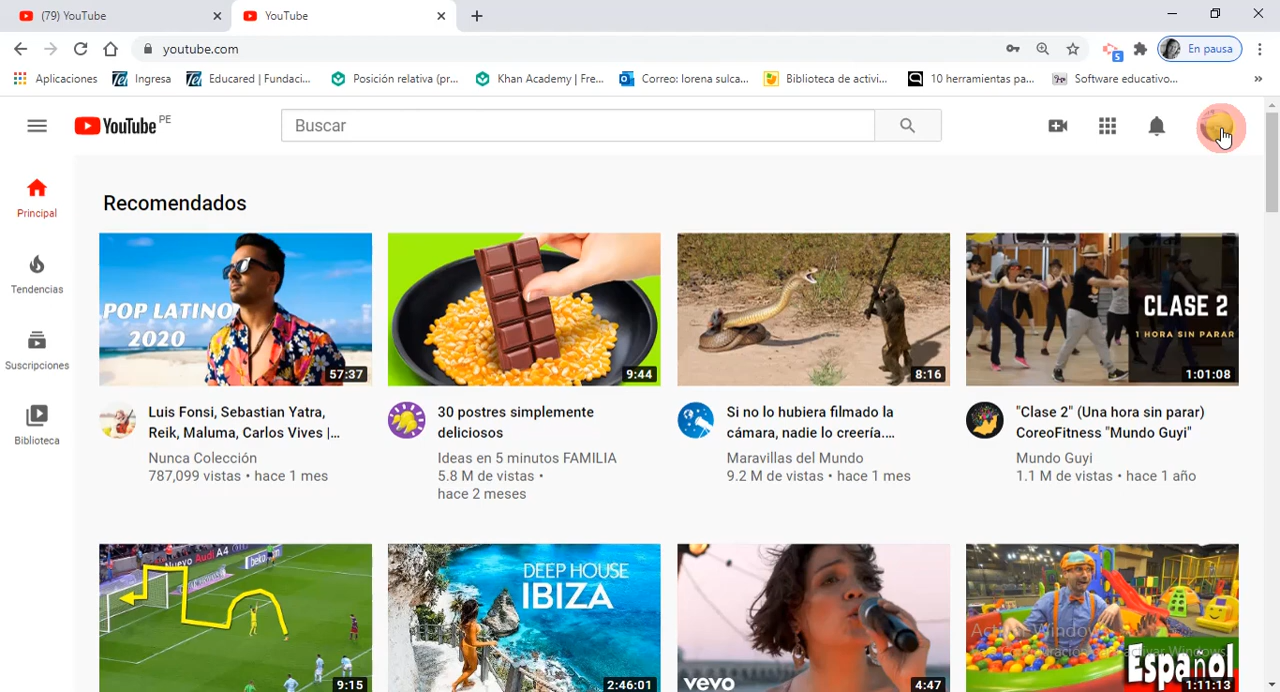 (79) YouTube
YouTube
youtube.com
En pausa
5
Aplicaciones
Ingresa
Educared | Fundaci...
Posición relativa (pr...
Khan Academy | Fre...
Correo: lorena sulca...
Biblioteca de activi...
10 herramientas pa...
Software educativo...
YouTube PE
Buscar
Principal
Tendencias
Suscripciones
Biblioteca
Recomendados
POP LATINO
2020
57:37
9:44
8:16
CLASE 2
1 HORA SIN PARAR
1:01:08
Luis Fonsi, Sebastian Yatra,
Reik, Maluma, Carlos Vives |...
Nunca Colección
787,099 vistas • hace 1 mes
30 postres simplemente
deliciosos
Ideas en 5 minutos FAMILIA
5.8 M de vistas •
hace 2 meses
Si no lo hubiera filmado la
cámara, nadie lo creería....
Maravillas del Mundo
9.2 M de vistas • hace 1 mes
"Clase 2" (Una hora sin parar)
CoreoFitness "Mundo Guyi"
Mundo Guyi
1.1 M de vistas • hace 1 año
Nuevo Audi A4
beko
9:15
DEEP HOUSE
IBIZA
2:46:01
vevo
4:47
Español
1:11:13